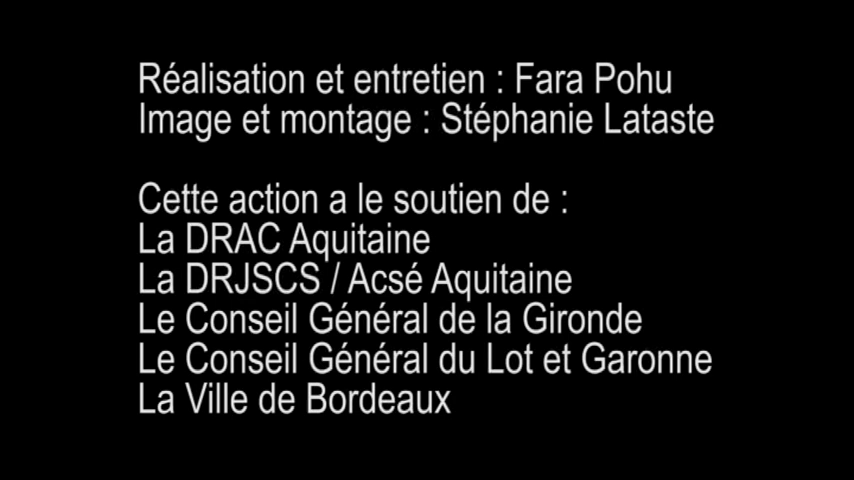 Réalisation et entretien : Fara Pohu
Image et montage : Stéphanie Lataste
Cette action a le soutien de :
La DRAC Aquitaine
La DRJSCS / Acsé Aquitaine
Le Conseil Général de la Gironde
Le Conseil Général du Lot et Garonne
La Ville de Bordeaux